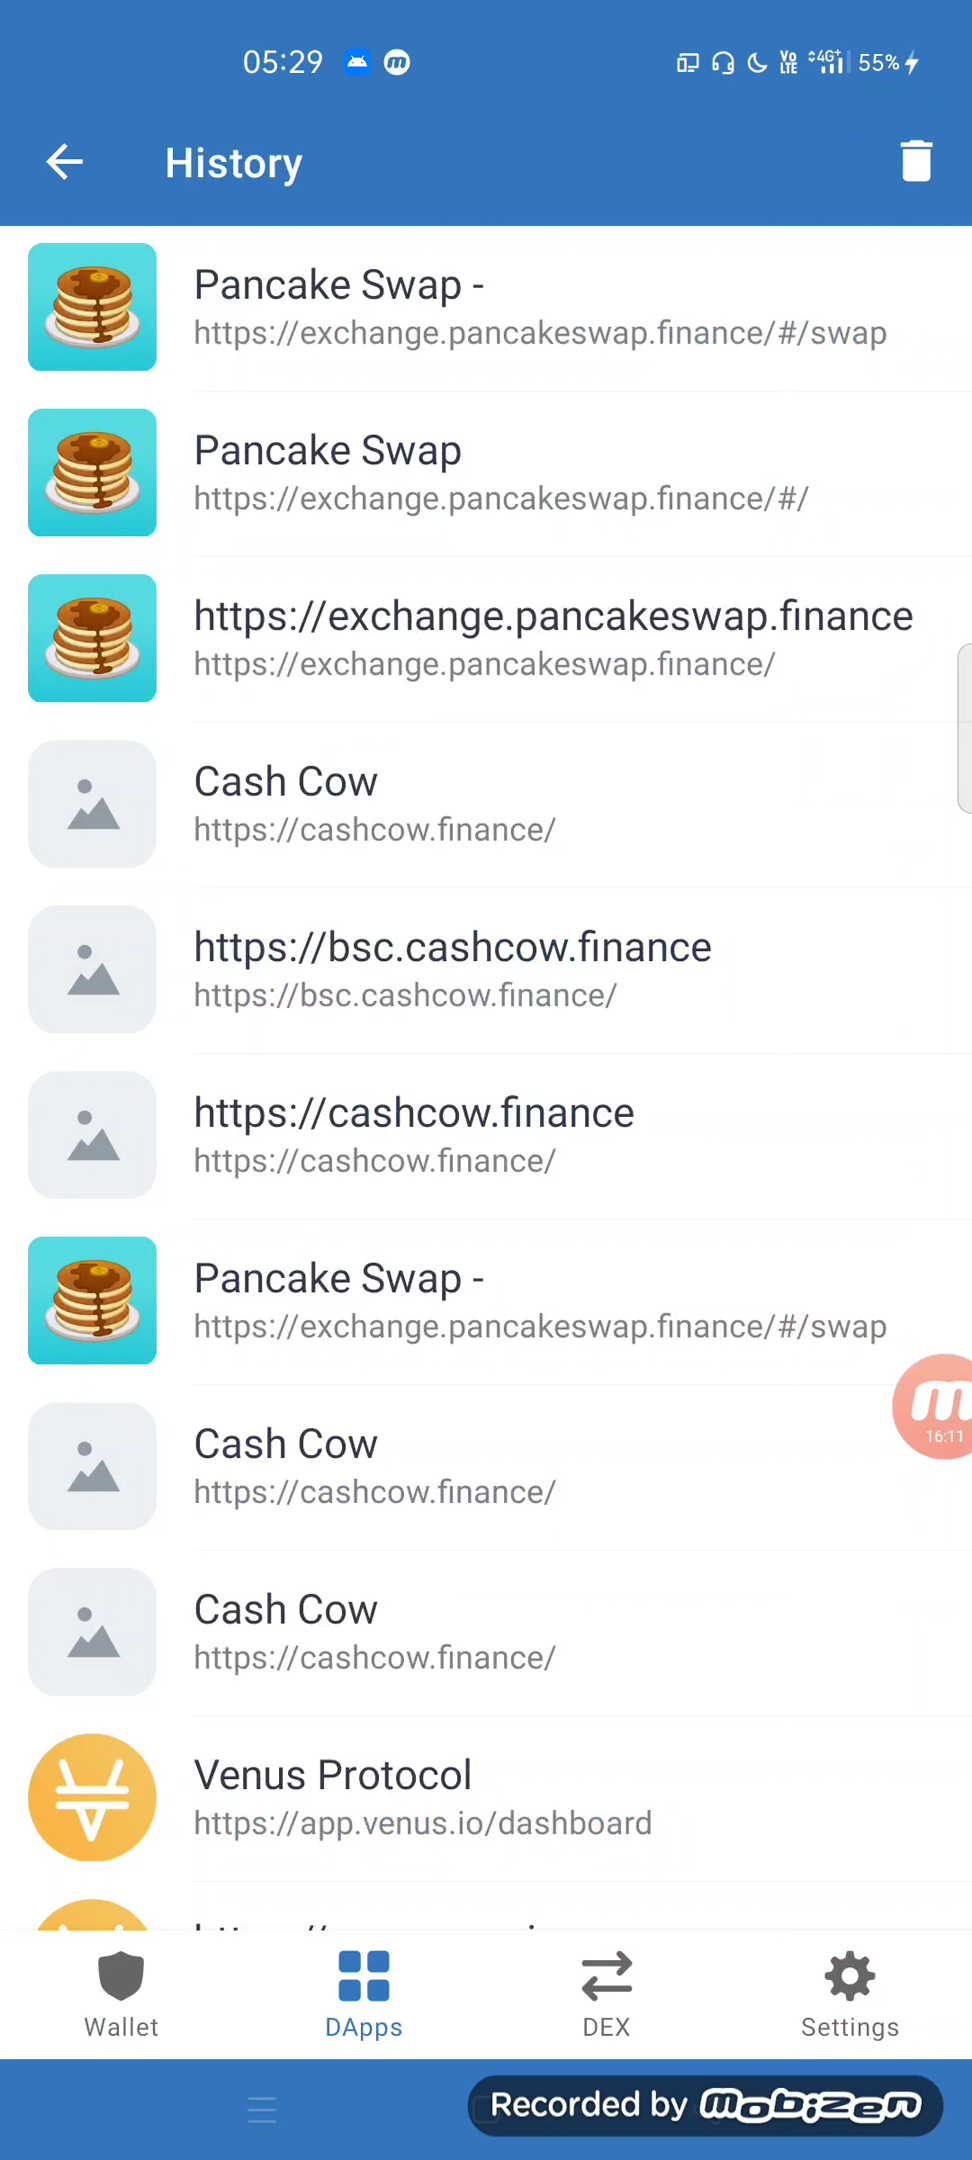 05:29
VoLTE 4G+ 55%
History
Pancake Swap -
https://exchange.pancakeswap.finance/#/swap
Pancake Swap
https://exchange.pancakeswap.finance/#/
https://exchange.pancakeswap.finance
https://exchange.pancakeswap.finance/
Cash Cow
https://cashcow.finance/
https://bsc.cashcow.finance
https://bsc.cashcow.finance/
https://cashcow.finance
https://cashcow.finance/
Pancake Swap -
https://exchange.pancakeswap.finance/#/swap
16:11
Cash Cow
https://cashcow.finance/
Cash Cow
https://cashcow.finance/
Venus Protocol
https://app.venus.io/dashboard
Wallet
DApps
DEX
Settings
Recorded by mobizen